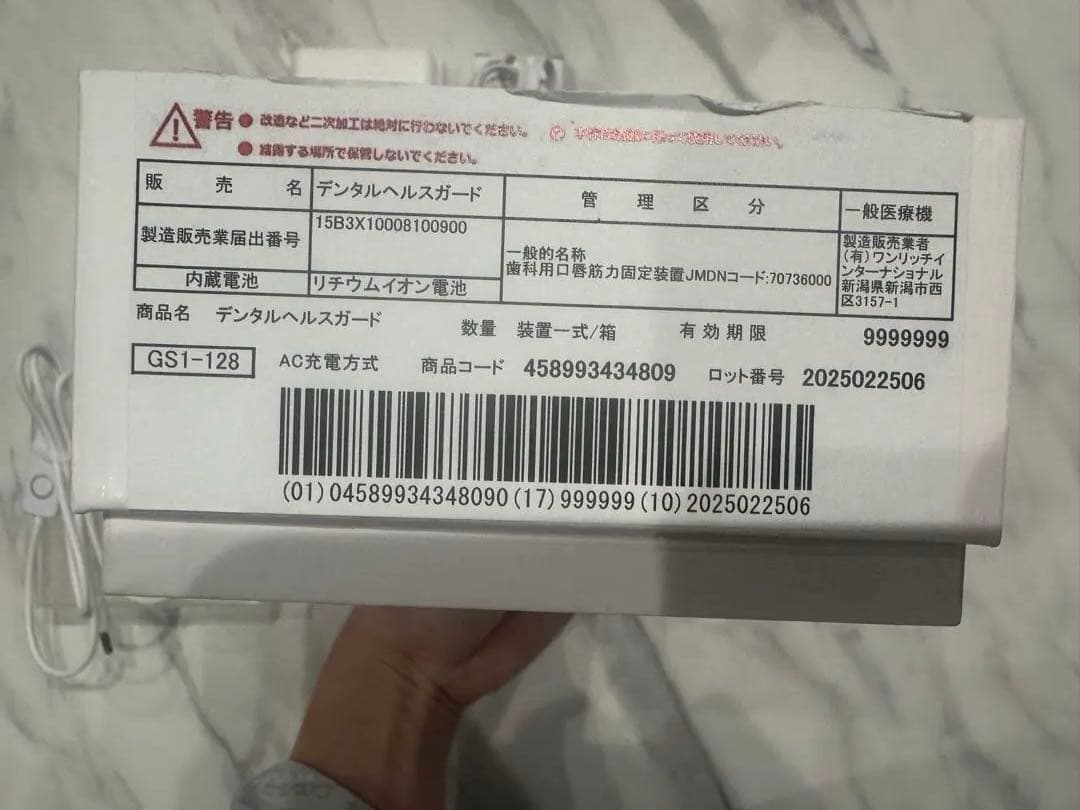 警告 ● 改造など二次加工は絶対に行わないでください。
● 結露する場所で保管しないでください。
販売名 デンタルヘルスガード 管理区分 一般医療機
製造販売業届出番号 15B3X10008100900
一般的名称
歯科用口唇筋力固定装置JMDNコード:70736000
製造販売業者
(有)ワンリッチイ
ンターナショナル
新潟県新潟市西
区3157-1
内蔵電池 リチウムイオン電池
商品名 デンタルヘルスガード 数量 装置一式/箱 有効期限 9999999
GS1-128 AC充電方式 商品コード 458993434809 ロット番号 2025022506
(01)04589934348090(17)999999(10)2025022506